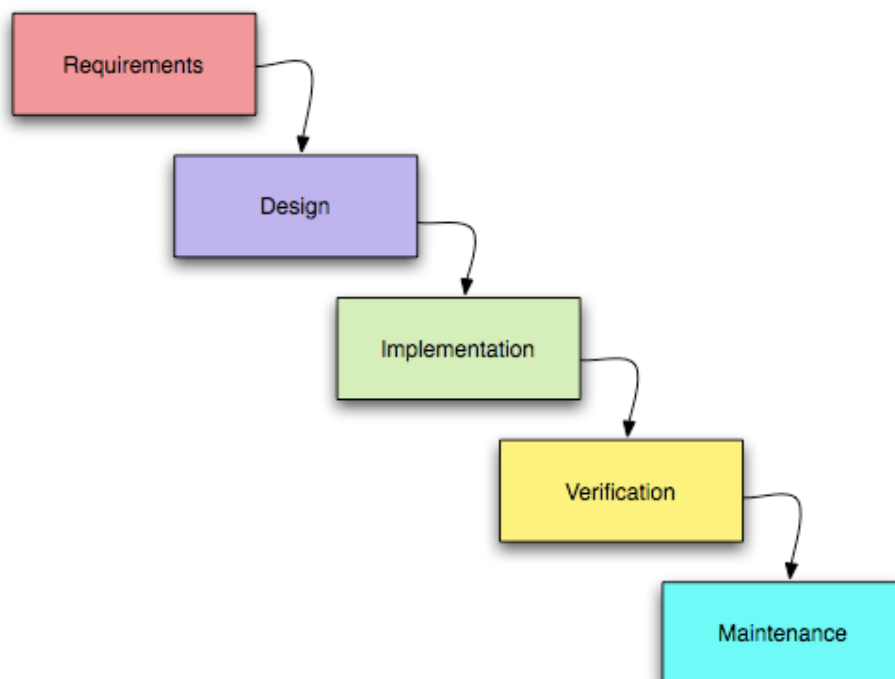 Requirements
Design
Implementation
Verification
Maintenance